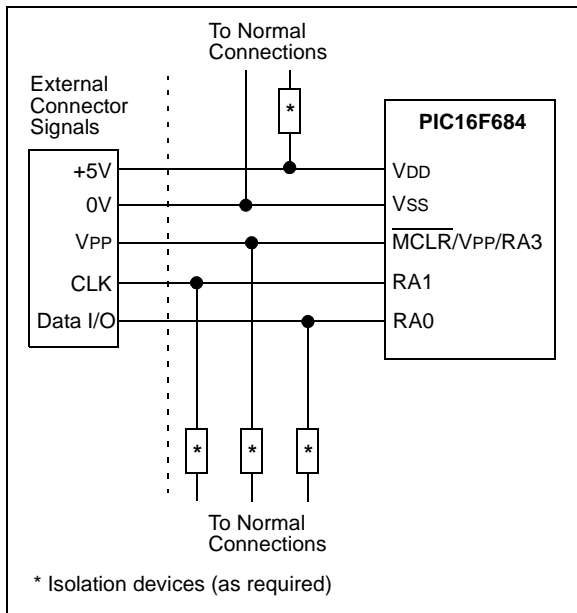 To Normal
Connections
External
Connector
Signals
*
PIC16F684
+5V
VDD
0V
VSS
VPP
MCLR/VPP/RA3
CLK
RA1
Data I/O
RA0
*
*
*
To Normal
Connections
* Isolation devices (as required)